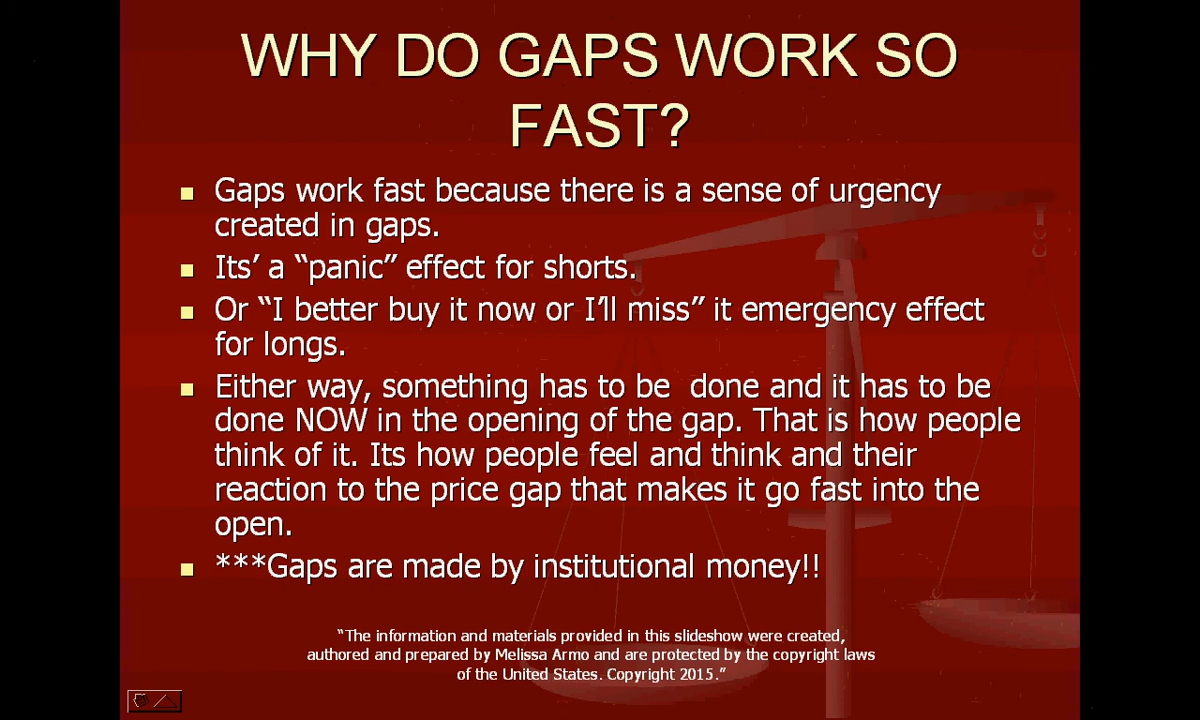 WHY DO GAPS WORK SO
FAST?
Gaps work fast because there is a sense of urgency
created in gaps.
Its' a “panic” effect for shorts.
Or “I better buy it now or I'll miss” it emergency effect
for longs.
Either way, something has to be  done and it has to be
done NOW in the opening of the gap. That is how people
think of it. Its how people feel and think and their
reaction to the price gap that makes it go fast into the
open.
***Gaps are made by institutional money!!
“The information and materials provided in this slideshow were created,
authored and prepared by Melissa Armo and are protected by the copyright laws
of the United States. Copyright 2015.”